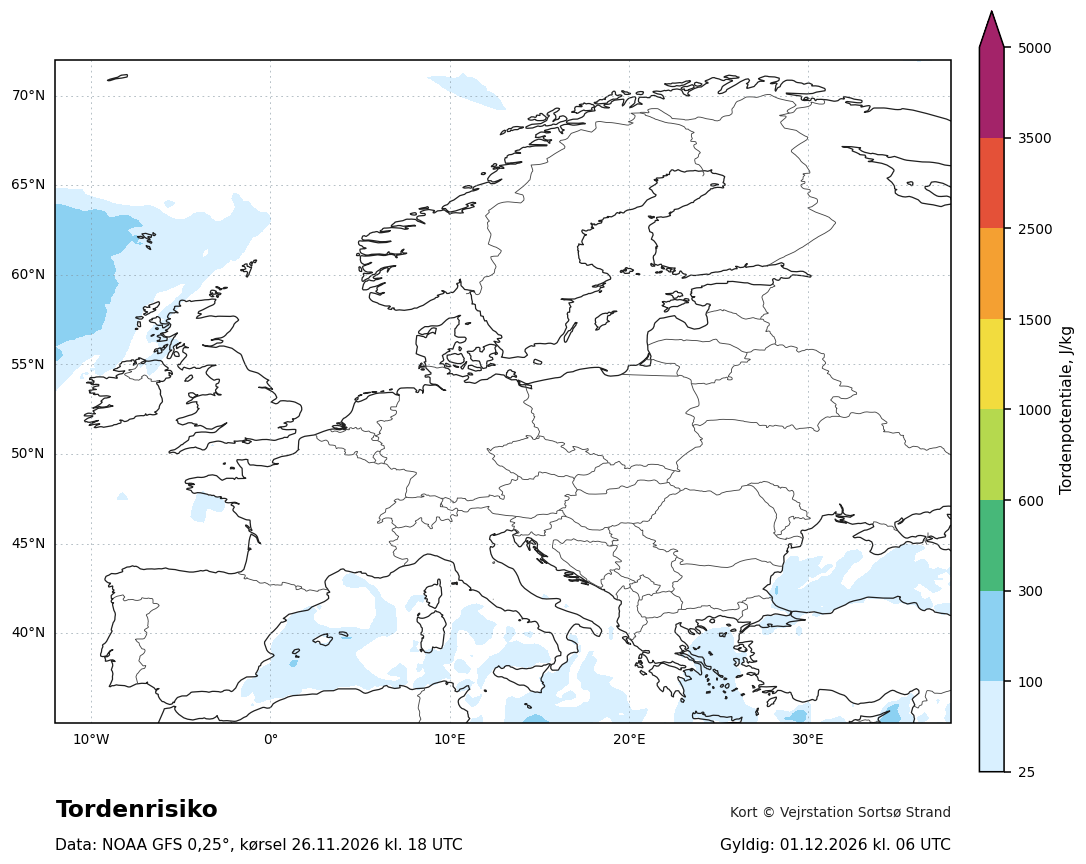 70°N
65°N
60°N
55°N
50°N
45°N
40°N
10°W
0°
10°E
20°E
30°E
5000
3500
2500
1500
1000
600
300
100
25
Tordenpotentiale, J/kg
Tordenrisiko
Kort © Vejrstation Sortsø Strand
Data: NOAA GFS 0,25°, kørsel 26.11.2026 kl. 18 UTC
Gyldig: 01.12.2026 kl. 06 UTC